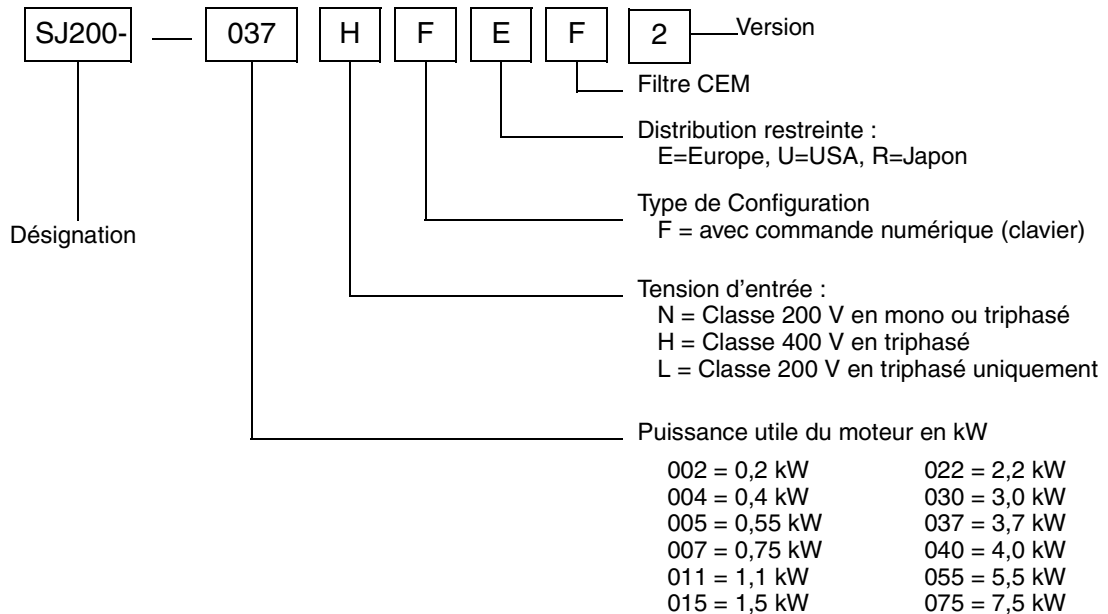 SJ200- — 037 H F E F 2 Version
Filtre CEM
Distribution restreinte :
E=Europe, U=USA, R=Japon
Type de Configuration
F = avec commande numérique (clavier)
Désignation
Tension d’entrée :
N = Classe 200 V en mono ou triphasé
H = Classe 400 V en triphasé
L = Classe 200 V en triphasé uniquement
Puissance utile du moteur en kW
002 = 0,2 kW 022 = 2,2 kW
004 = 0,4 kW 030 = 3,0 kW
005 = 0,55 kW 037 = 3,7 kW
007 = 0,75 kW 040 = 4,0 kW
011 = 1,1 kW 055 = 5,5 kW
015 = 1,5 kW 075 = 7,5 kW